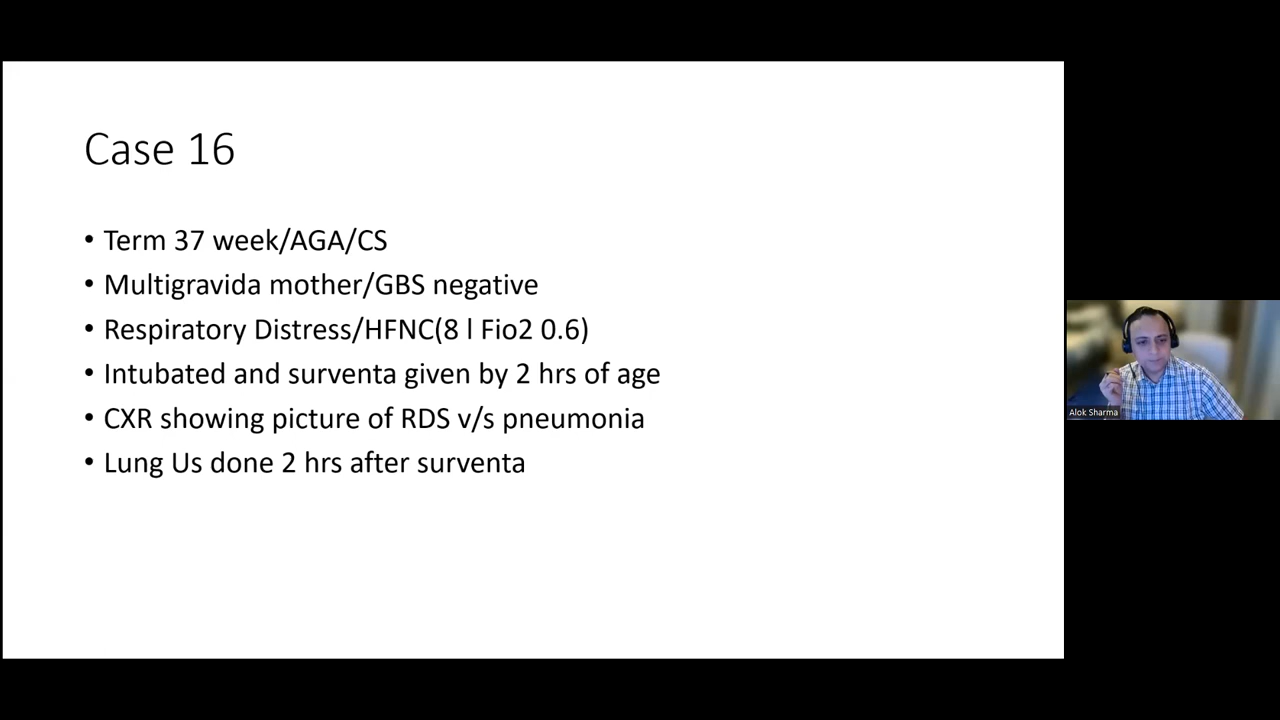 Case 16
• Term 37 week/AGA/CS
• Multigravida mother/GBS negative
• Respiratory Distress/HFNC(8 l Fio2 0.6)
• Intubated and surventa given by 2 hrs of age
• CXR showing picture of RDS v/s pneumonia
• Lung Us done 2 hrs after surventa
Alok Sharma